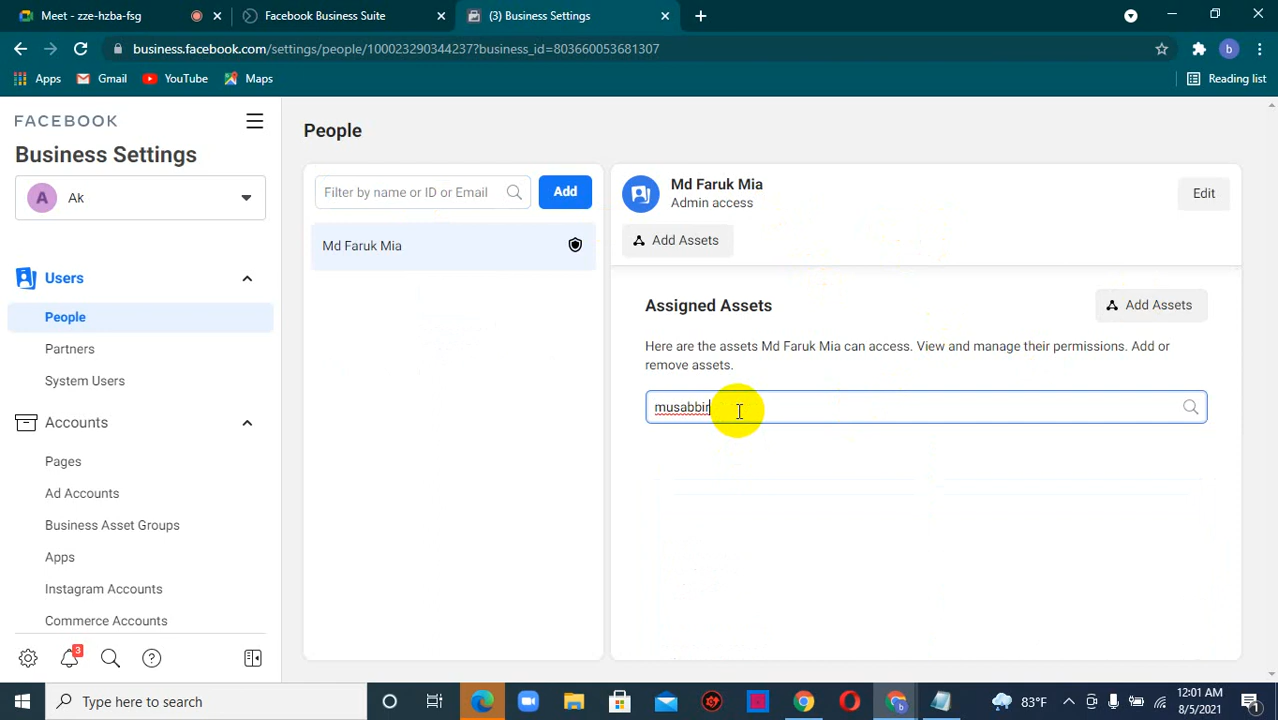 Meet - zze-hzba-fsg
Facebook Business Suite
(3) Business Settings
business.facebook.com/settings/people/100023290344237?business_id=803660053681307
b
Apps
Gmail
YouTube
Maps
Reading list
FACEBOOK
Business Settings
A
Ak
Users
People
Partners
System Users
Accounts
Pages
Ad Accounts
Business Asset Groups
Apps
Instagram Accounts
Commerce Accounts
3
People
Filter by name or ID or Email
Add
Md Faruk Mia
Md Faruk Mia
Admin access
Edit
Add Assets
Assigned Assets
Add Assets
Here are the assets Md Faruk Mia can access. View and manage their permissions. Add or
remove assets.
musabbir
Type here to search
b
83°F
12:01 AM
8/5/2021
1